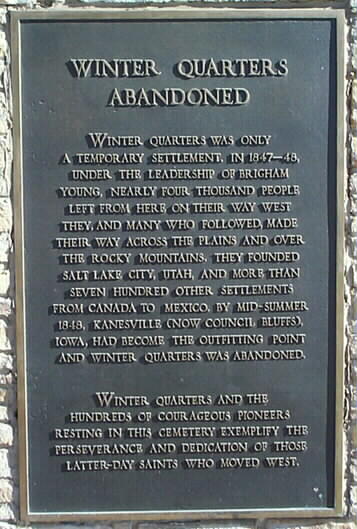 WINTER QUARTERS
ABANDONED
WINTER QUARTERS WAS ONLY
A TEMPORARY SETTLEMENT. IN 1847-48,
UNDER THE LEADERSHIP OF BRIGHAM
YOUNG, NEARLY FOUR THOUSAND PEOPLE
LEFT FROM HERE ON THEIR WAY WEST
THEY, AND MANY WHO FOLLOWED, MADE
THEIR WAY ACROSS THE PLAINS AND OVER
THE ROCKY MOUNTAINS. THEY FOUNDED
SALT LAKE CITY, UTAH, AND MORE THAN
SEVEN HUNDRED OTHER SETTLEMENTS
FROM CANADA TO MEXICO. BY MID-SUMMER
1848, KANESVILLE (NOW COUNCIL BLUFFS),
IOWA, HAD BECOME THE OUTFITTING POINT
AND WINTER QUARTERS WAS ABANDONED.
WINTER QUARTERS AND THE
HUNDREDS OF COURAGEOUS PIONEERS
RESTING IN THIS CEMETERY EXEMPLIFY THE
PERSEVERANCE AND DEDICATION OF THOSE
LATTER-DAY SAINTS WHO MOVED WEST.